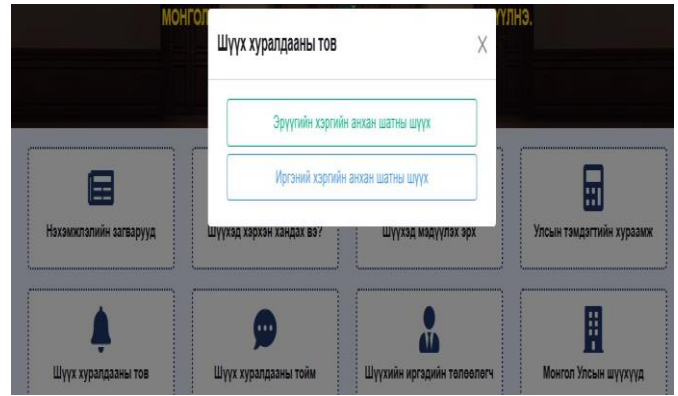 МОНГОЛ
ҮҮЛНЭ.
Шүүх хуралдааны тов
Эрүүгийн хэргийн анхан шатны шүүх
Иргэний хэргийн анхан шатны шүүх
Нэхэмжлэлийн загварууд
Шүүхэд хэрхэн хандах вэ?
Шүүхэд мэдүүлэх эрх
Улсын тэмдэгтийн хураамж
Шүүх хуралдааны тов
Шүүх хуралдааны тойм
Шүүхийн иргэдийн төлөөлөгч
Монгол Улсын шүүхүүд